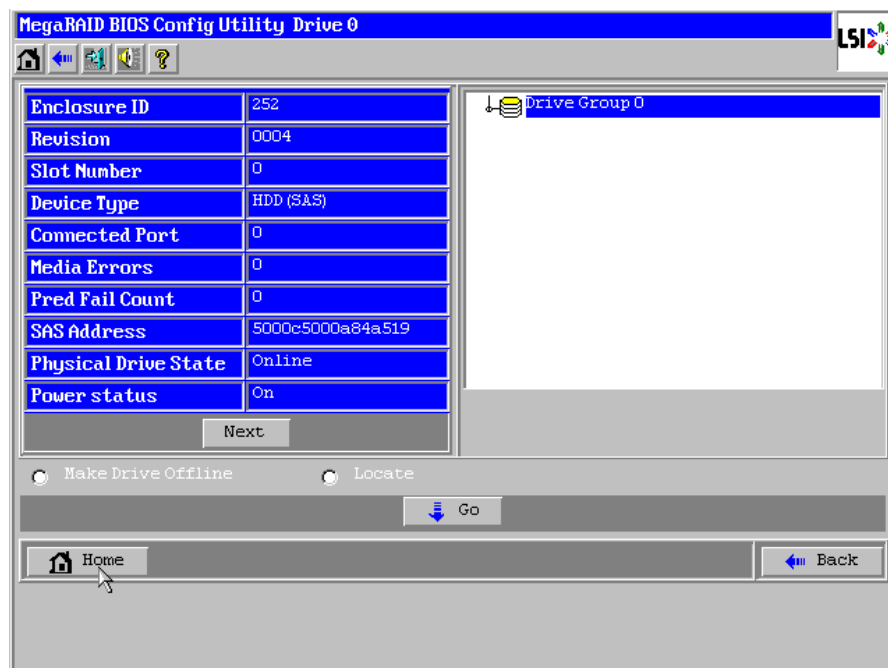 MegaRAID BIOS Config Utility Drive 0
LSI
Enclosure ID 252
Revision 0004
Slot Number 0
Device Type HDD (SAS)
Connected Port 0
Media Errors 0
Pred Fail Count 0
SAS Address 5000c5000a84a519
Physical Drive State Online
Power status On
Next
Drive Group 0
Make Drive Offline Locate
Go
Home Back